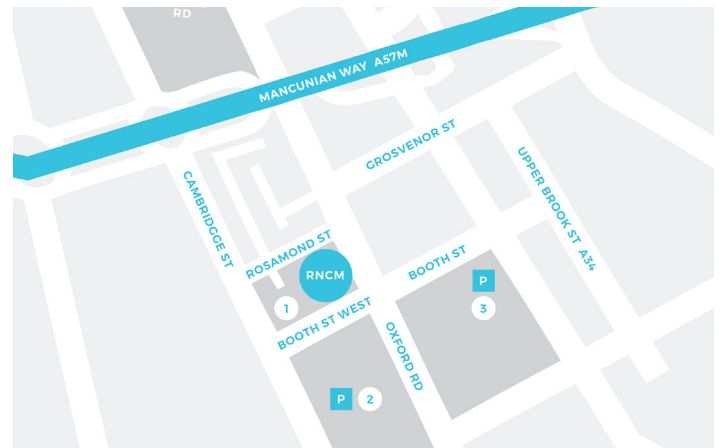 RD
MANCUNIAN WAY A57M
GROSVENOR ST
CAMBRIDGGE ST
UPPER BROOK ST A34
ROSAMOND ST
RNCM
BOOTH ST
P
1
3
BOOTH ST WEST
OXFORD RD
P 2